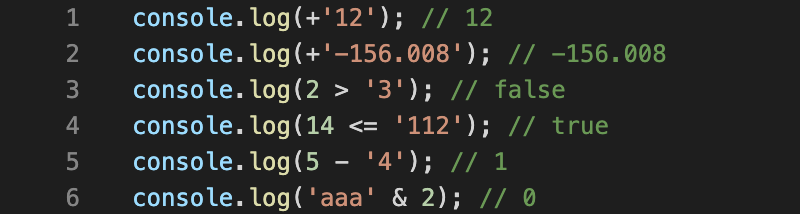 1 console.log(+'12'); // 12
2 console.log(+'-156.008'); // -156.008
3 console.log(2 > '3'); // false
4 console.log(14 <= '112'); // true
5 console.log(5 - '4'); // 1
6 console.log('aaa' & 2); // 0